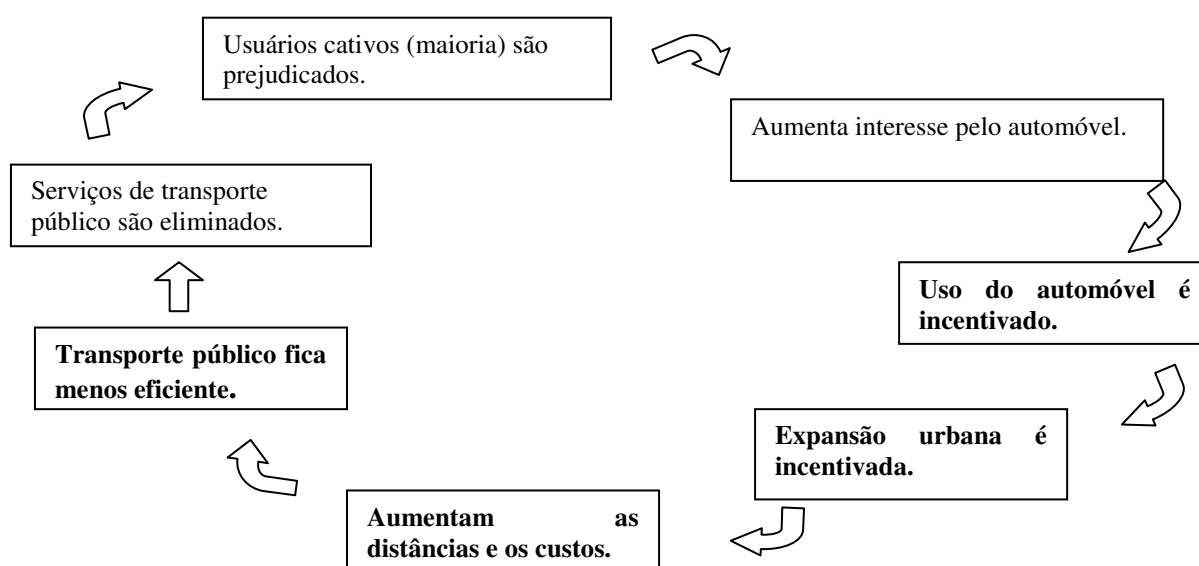 Usuários cativos (maioria) são
prejudicados.
Aumenta interesse pelo automóvel.
Uso do automóvel é
incentivado.
Expansão urbana é
incentivada.
Aumentam as
distâncias e os custos.
Transporte público fica
menos eficiente.
Serviços de transporte
público são eliminados.